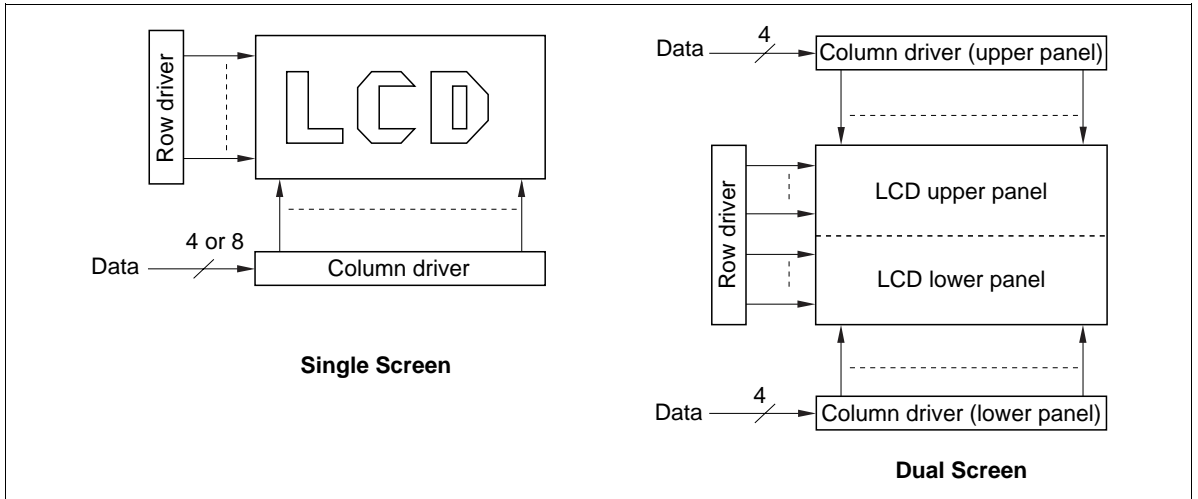 Row driver
LCD
4 or 8
Data
Column driver
Single Screen
4
Data
Column driver (upper panel)
Row driver
LCD upper panel
LCD lower panel
4
Data
Column driver (lower panel)
Dual Screen